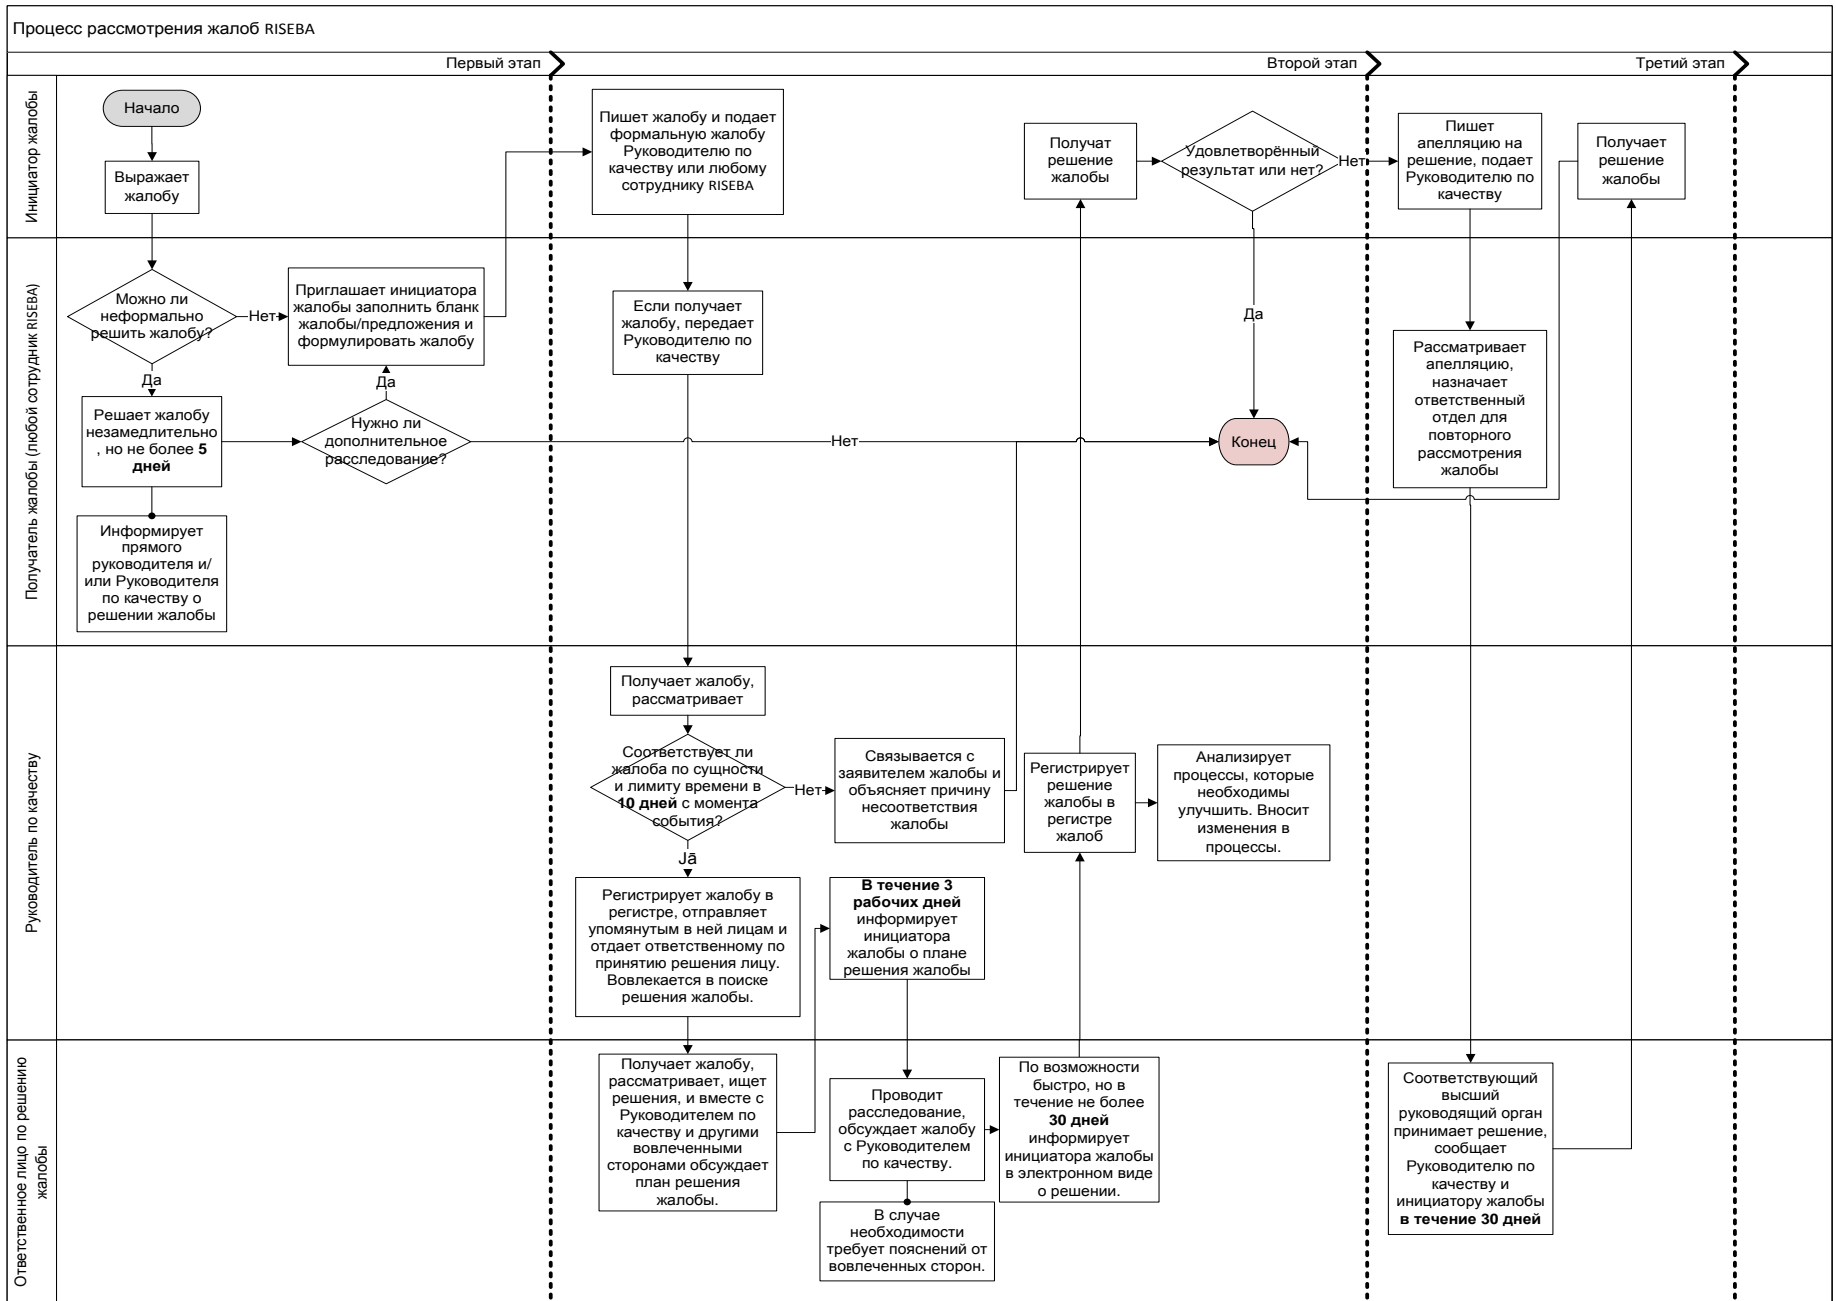 Процесс рассмотрения жалоб RISEBA
Первый этап
Второй этап
Третий этап
Инициатор жалобы
Начало
Выражает
жалобу
Пишет жалобу и подает
формальную жалобу
Руководителю по
качеству или любому
сотруднику RISEBA
Получат
решение
жалобы
Удовлетворённый
результат или нет?
Нет
Пишет
апелляцию на
решение, подает
Руководителю по
качеству
Получает
решение
жалобы
Получатель жалобы (любой сотрудник RISEBA)
Можно ли
неформально
решить жалобу?
Нет
Приглашает инициатора
жалобы заполнить бланк
жалобы/предложения и
формулировать жалобу
Если получает
жалобу, передает
Руководителю по
качеству
Да
Да
Да
Решает жалобу
незамедлительно
, но не более 5
дней
Нужно ли
дополнительное
расследование?
Нет
Конец
Рассматривает
апелляцию,
назначает
ответственный
отдел для
повторного
рассмотрения
жалобы
Информирует
прямого
руководителя и/
или Руководителя
по качеству о
решении жалобы
Руководитель по качеству
Получает жалобу,
рассматривает
Соответствует ли
жалоба по сущности
и лимиту времени в
10 дней с момента
события?
Нет
Связывается с
заявителем жалобы и
объясняет причину
несоответствия
жалобы
Регистрирует
решение
жалобы в
регистре
жалоб
Анализирует
процессы, которые
необходимы
улучшить. Вносит
изменения в
процессы.
Jā
Регистрирует жалобу в
регистре, отправляет
упомянутым в ней лицам и
отдает ответственному по
принятию решения лицу.
Вовлекается в поиске
решения жалобы.
В течение 3
рабочих дней
информирует
инициатора
жалобы о плане
решения жалобы
Ответственное лицо по решению
жалобы
Получает жалобу,
рассматривает, ищет
решения, и вместе с
Руководителем по
качеству и другими
вовлеченными
сторонами обсуждает
план решения
жалобы.
Проводит
расследование,
обсуждает жалобу
с Руководителем
по качеству.
По возможности
быстро, но в
течение не более
30 дней
информирует
инициатора жалобы
в электронном виде
о решении.
В случае
необходимости
требует пояснений от
вовлеченных сторон.
Соответствующий
высший
руководящий орган
принимает решение,
сообщает
Руководителю по
качеству и
инициатору жалобы
в течение 30 дней